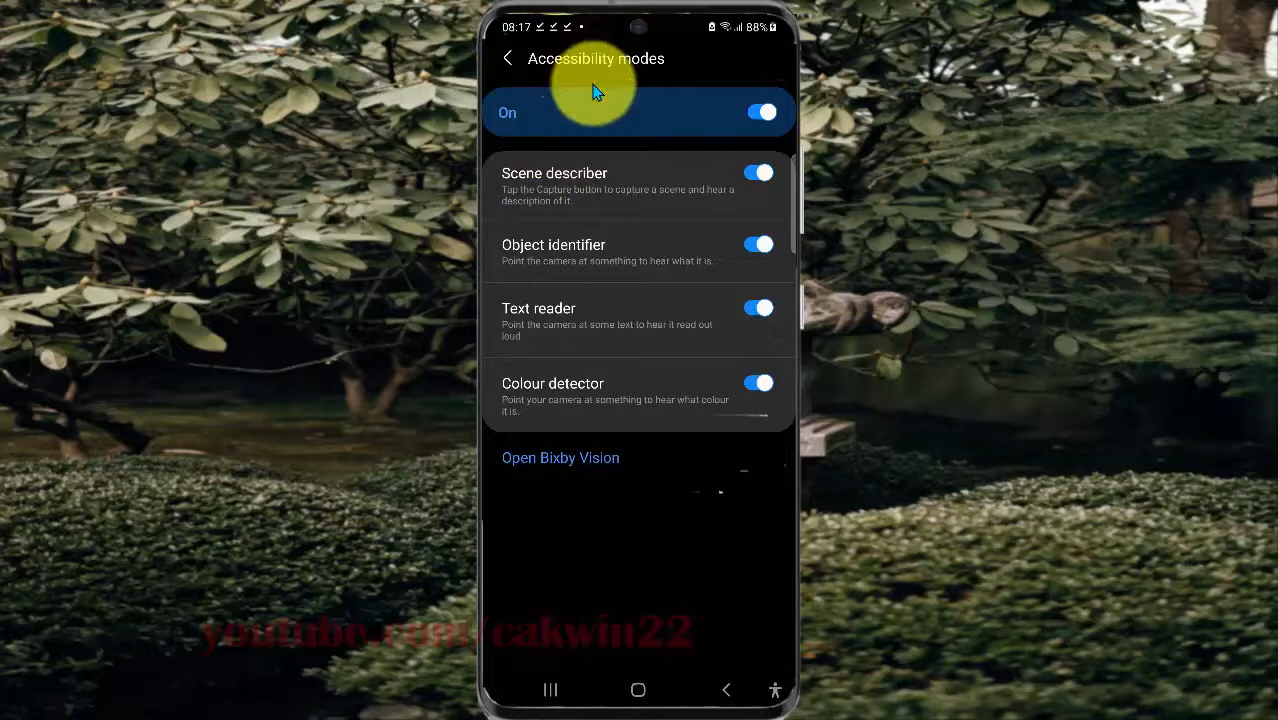 08:17
88%
Accessibility modes
On
Scene describer
Tap the Capture button to capture a scene and hear a
description of it.
Object identifier
Point the camera at something to hear what it is.
Text reader
Point the camera at some text to hear it read out
loud.
Colour detector
Point your camera at something to hear what colour
it is.
Open Bixby Vision
youtube.com/cakwin22